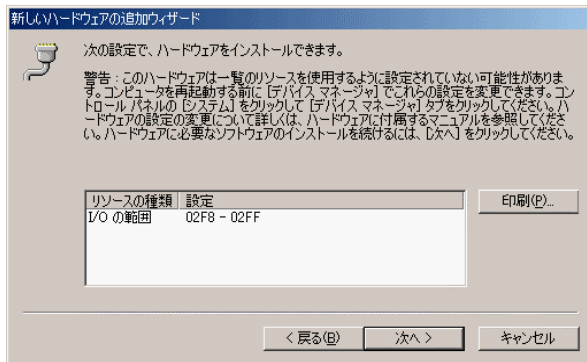 新しいハードウェアの追加ウィザード
次の設定で、ハードウェアをインストールできます。
警告 : このハードウェアは一覧のリソースを使用するように設定されていない可能性がありま
す。コンピュータを再起動する前に [デバイス マネージャ] でこれらの設定を変更できます。コン
トロール パネルの [システム] をクリックして [デバイス マネージャ] タブをクリックしてください。ハ
ードウェアの設定の変更について詳しくは、ハードウェアに付属するマニュアルを参照してくださ
い。ハードウェアに必要なソフトウェアのインストールを続けるには、[次へ] をクリックしてください。
リソースの種類 設定
I/O の範囲 02F8 - 02FF
印刷(P)...
< 戻る(B) 次へ > キャンセル